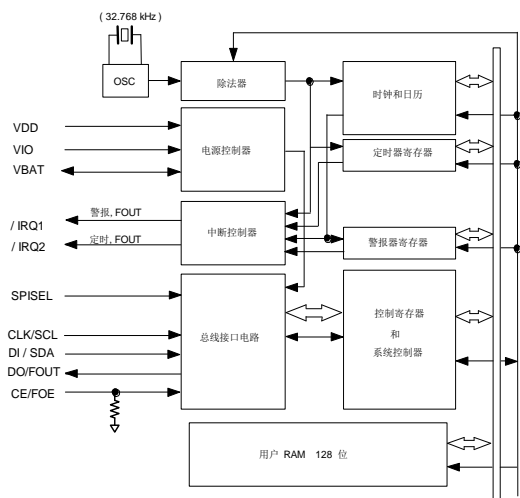 ( 32.768 kHz )
OSC
除法器
时钟和日历
VDD
VIO
VBAT
电源控制器
定时器寄存器
/ IRQ1
警报, FOUT
/ IRQ2
定时, FOUT
中断控制器
警报器寄存器
SPISEL
CLK/SCL
DI / SDA
DO/FOUT
CE/FOE
总线接口电路
控制寄存器
和
系统控制器
用户 RAM 128 位